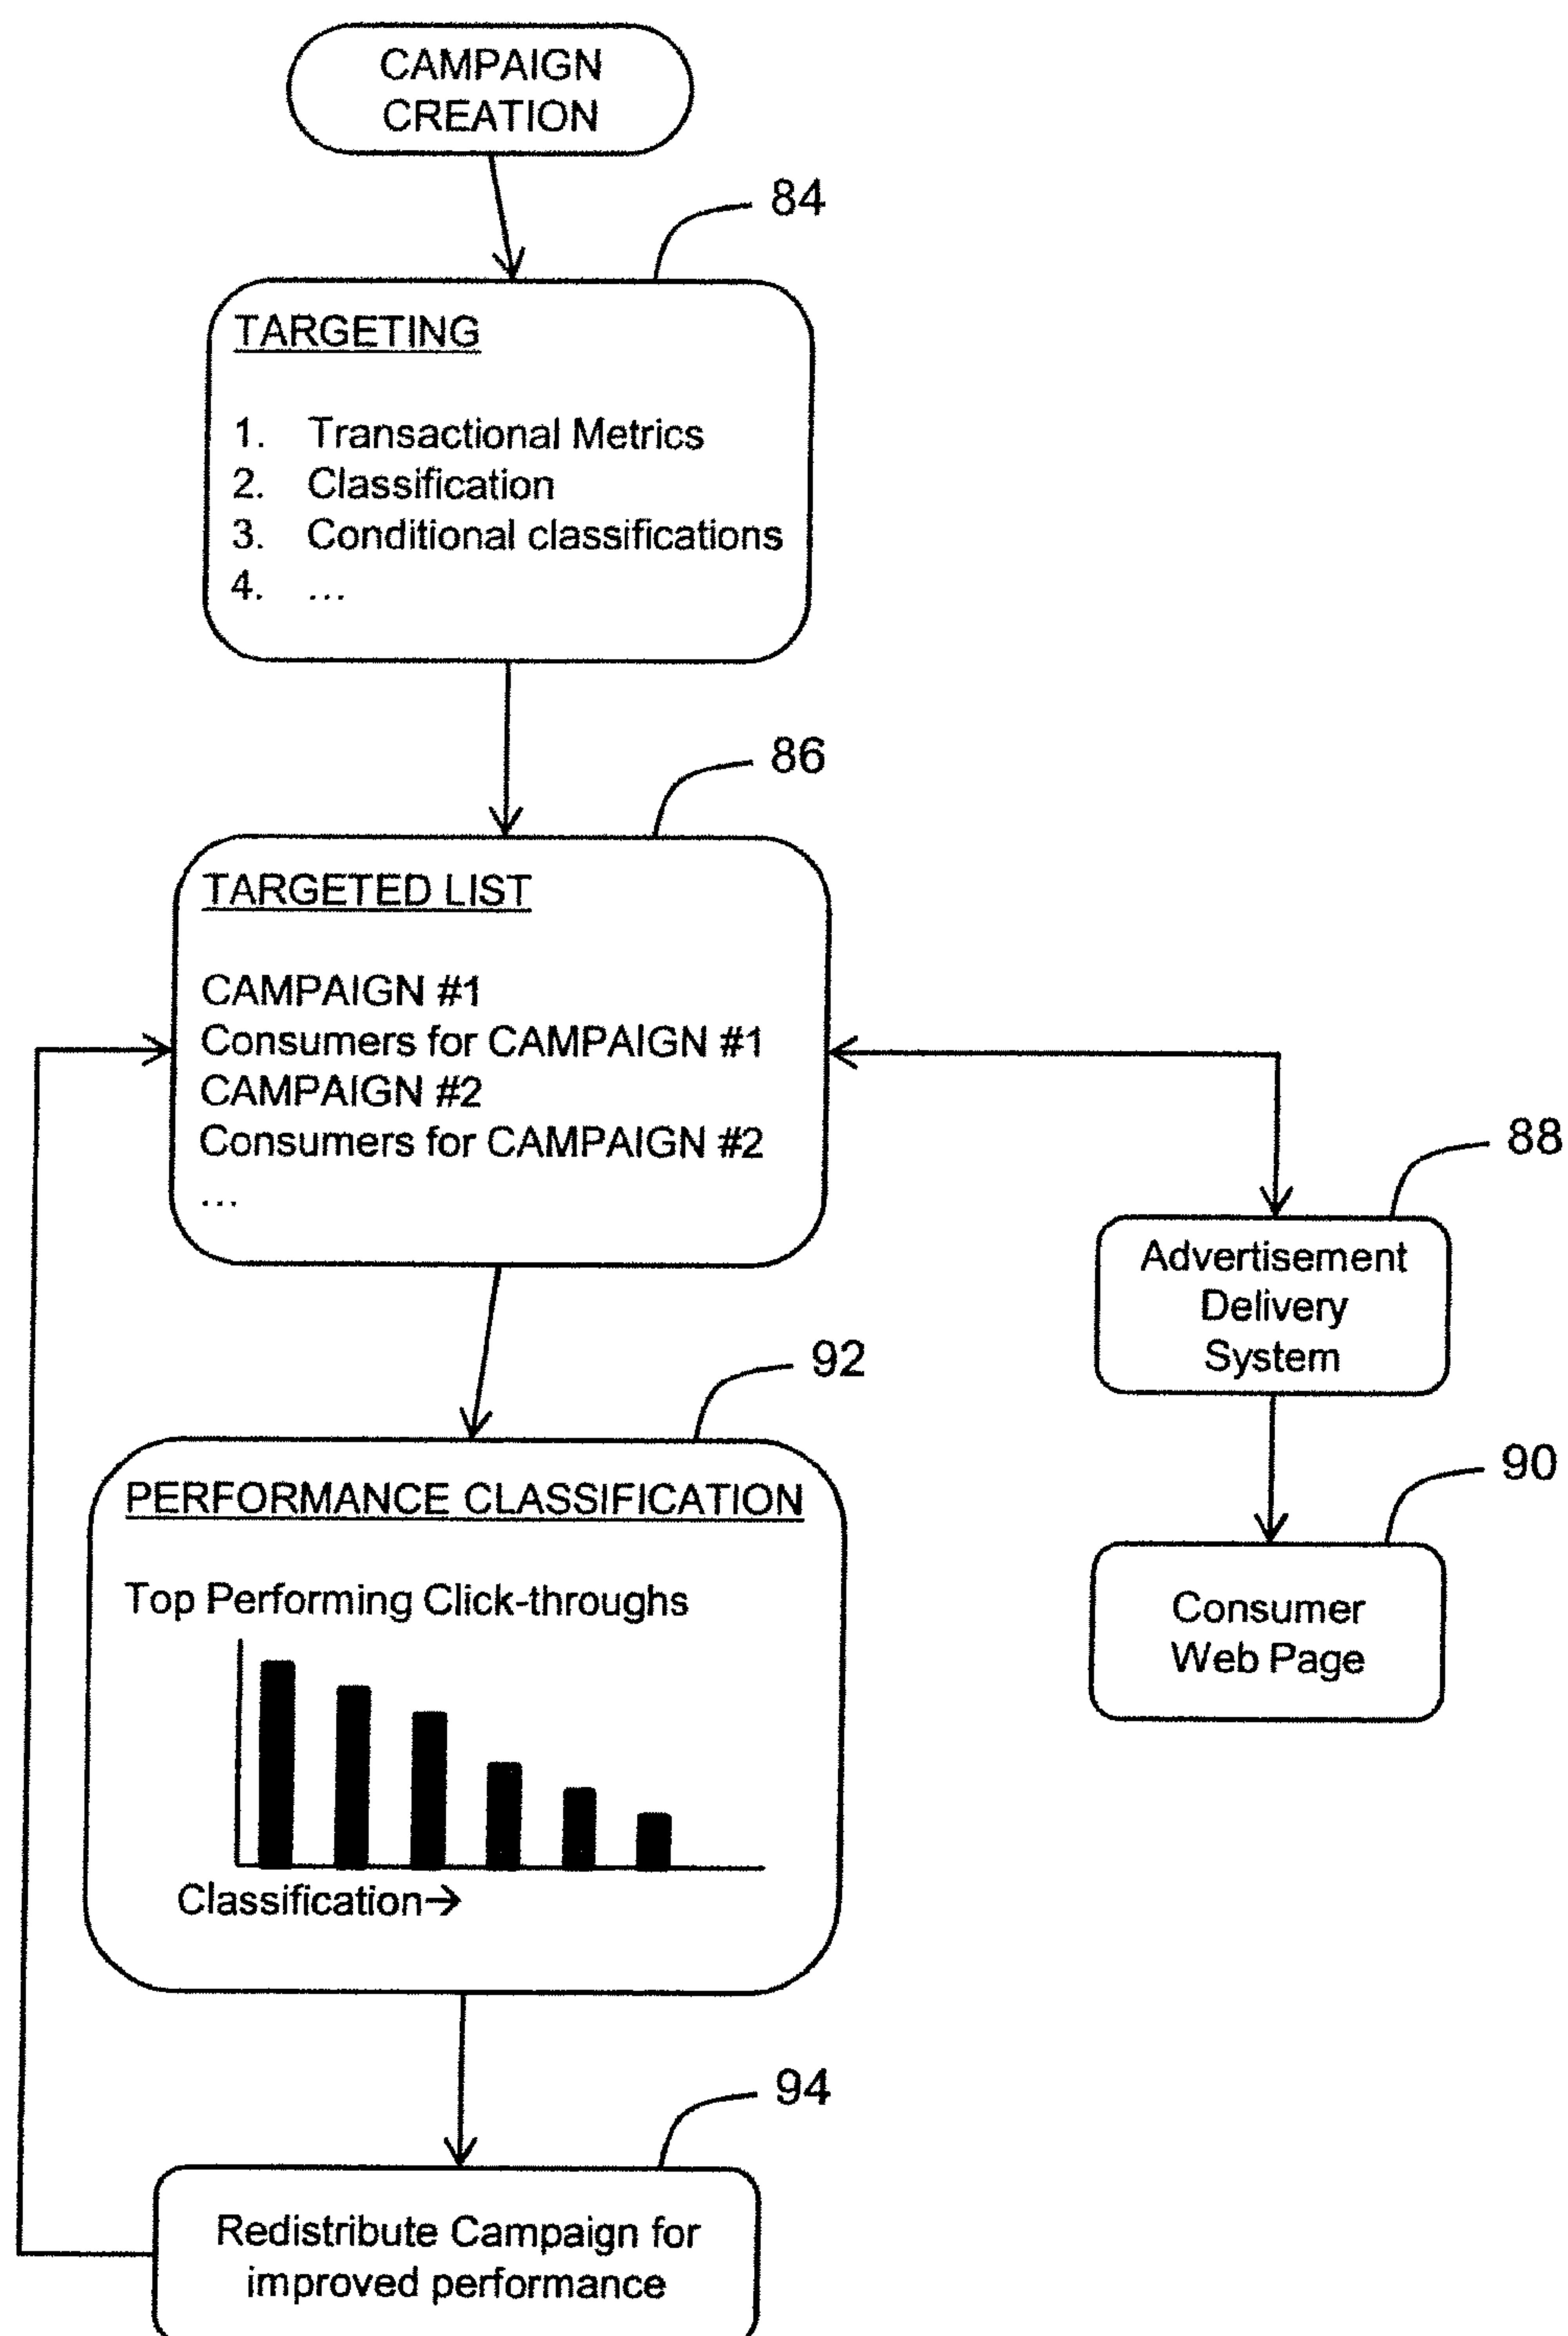 CAMPAIGN
CREATION
84
TARGETING
1. Transactional Metrics
2. Classification
3. Conditional classifications
4. ...
86
TARGETED LIST
CAMPAIGN #1
Consumers for CAMPAIGN #1
CAMPAIGN #2
Consumers for CAMPAIGN #2
...
88
Advertisement
Delivery
System
90
Consumer
Web Page
92
PERFORMANCE CLASSIFICATION
Top Performing Click-throughs
Classification→
94
Redistribute Campaign for
improved performance